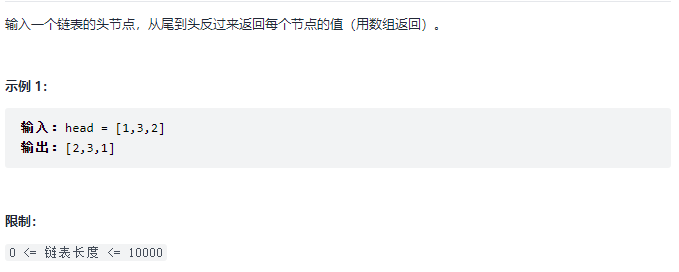 输入一个链表的头节点，从尾到头反过来返回每个节点的值（用数组返回）。
示例 1：
输入：head = [1,3,2]
输出：[2,3,1]
限制：
0 <= 链表长度 <= 10000